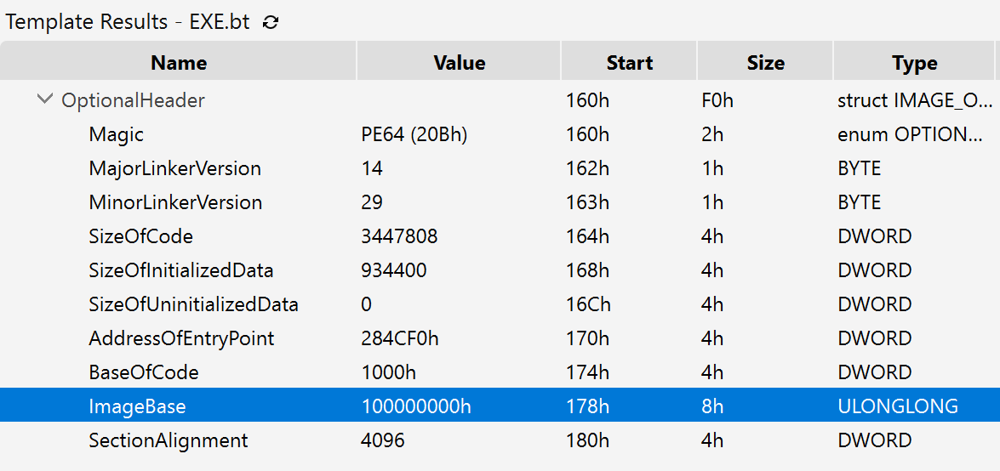 Template Results - EXE.bt
Name Value Start Size Type
OptionalHeader 160h F0h struct IMAGE_O...
Magic PE64 (20Bh) 160h 2h enum OPTION...
MajorLinkerVersion 14 162h 1h BYTE
MinorLinkerVersion 29 163h 1h BYTE
SizeOfCode 3447808 164h 4h DWORD
SizeOfInitializedData 934400 168h 4h DWORD
SizeOfUninitializedData 0 16Ch 4h DWORD
AddressOfEntryPoint 284CF0h 170h 4h DWORD
BaseOfCode 1000h 174h 4h DWORD
ImageBase 100000000h 178h 8h ULONGLONG
SectionAlignment 4096 180h 4h DWORD